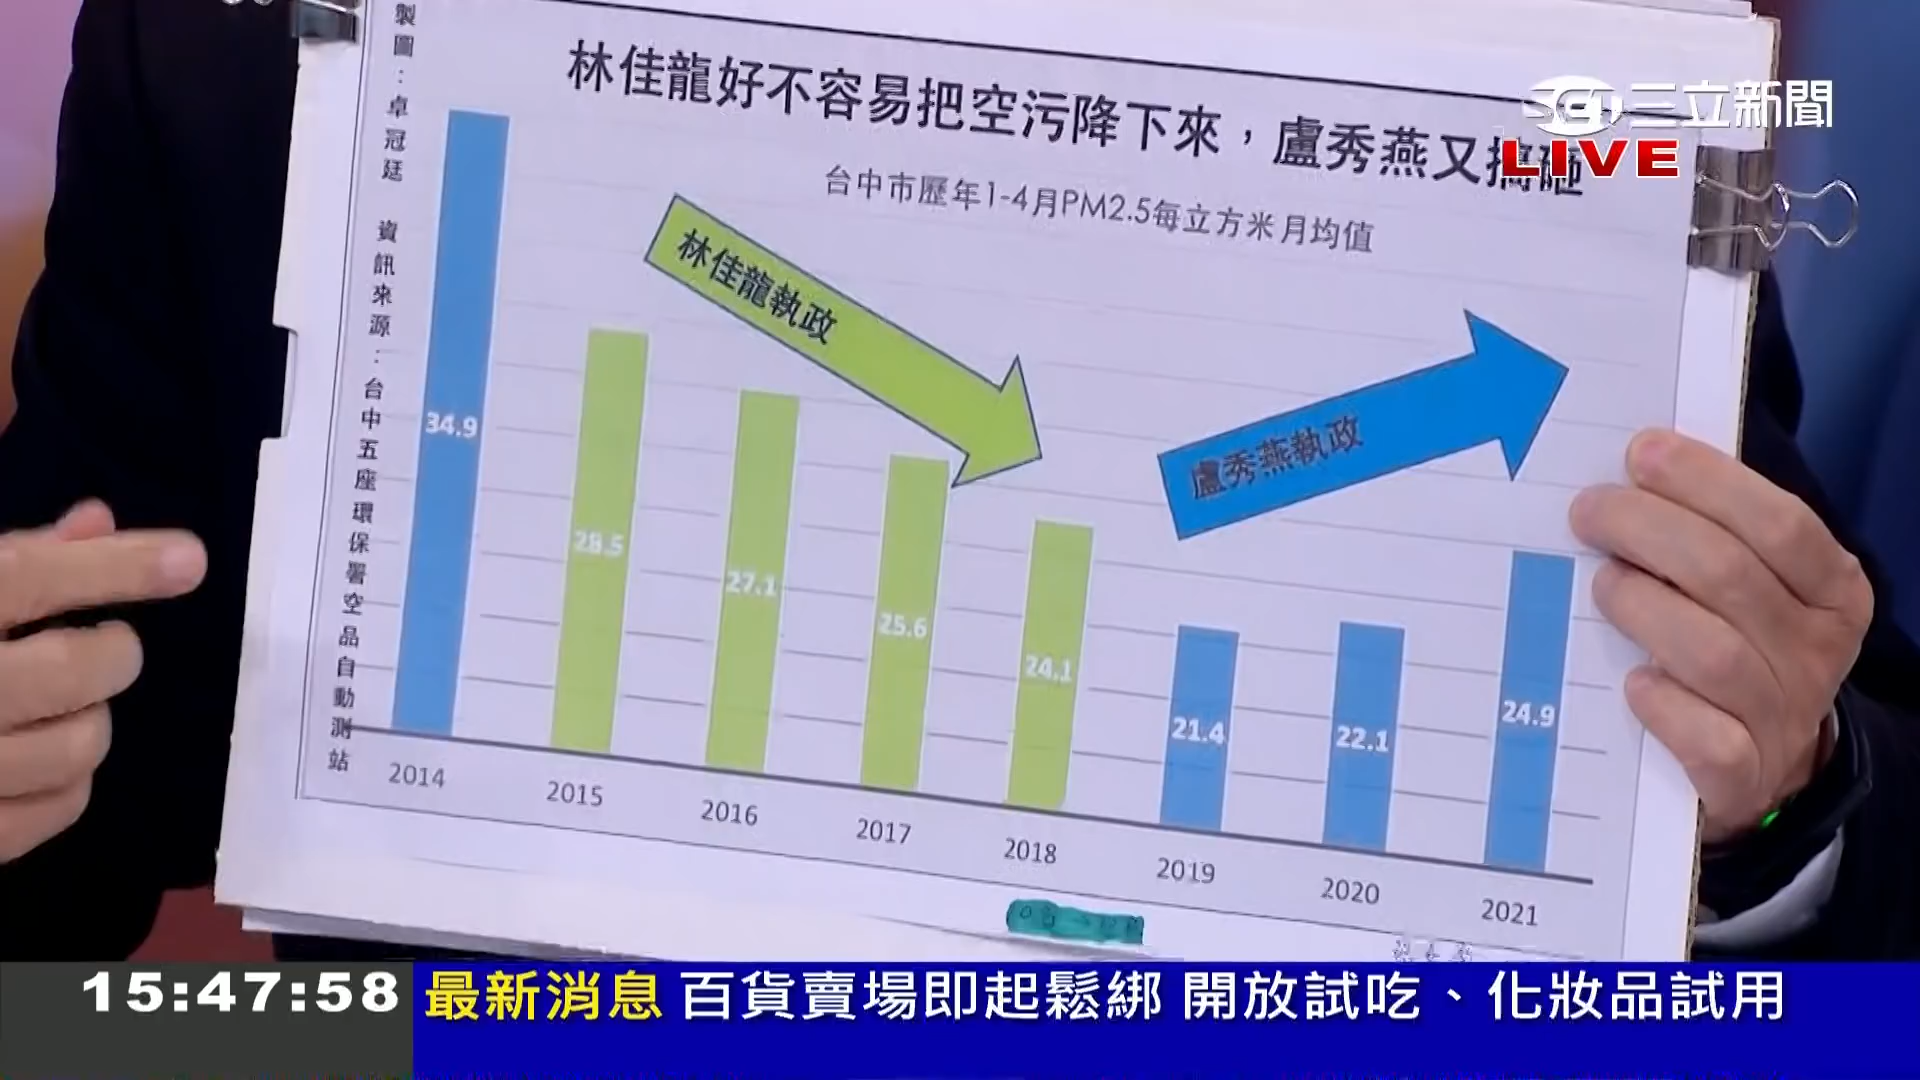 製圖：卓冠廷 資訊來源：台中五座環保署空品自動測站
林佳龍好不容易把空污降下來，盧秀燕又搞砸
台中市歷年1-4月PM2.5每立方米月均值
三立新聞
LIVE
林佳龍執政
盧秀燕執政
34.9
28.5
27.1
25.6
24.1
21.4
22.1
24.9
2014
2015
2016
2017
2018
2019
2020
2021
15:47:58
最新消息 百貨賣場即起鬆綁 開放試吃、化妝品試用